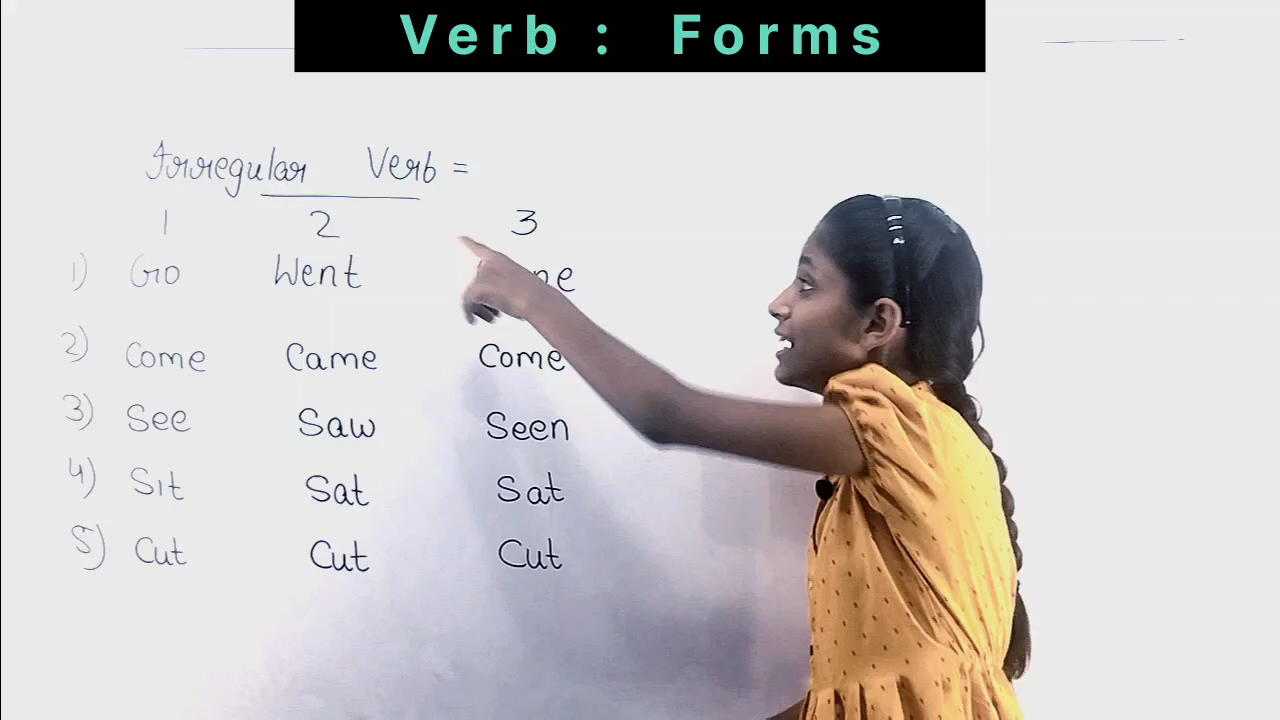 Verb : Forms
Irregular Verb =
1 2 3
1) Go Went
2) Come Came Come
3) See Saw Seen
4) Sit Sat Sat
5) Cut Cut Cut